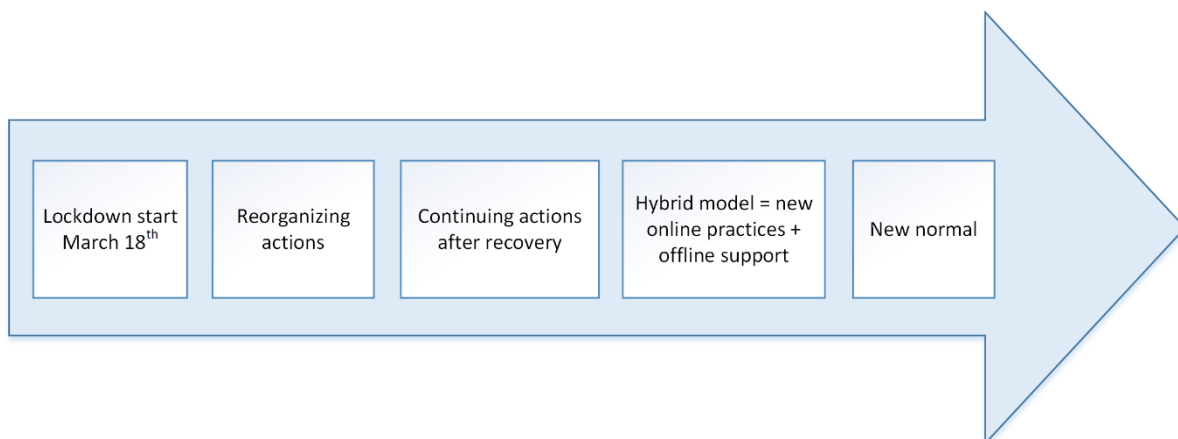 Lockdown start
March 18th
Reorganizing
actions
Continuing actions
after recovery
Hybrid model = new
online practices +
offline support
New normal